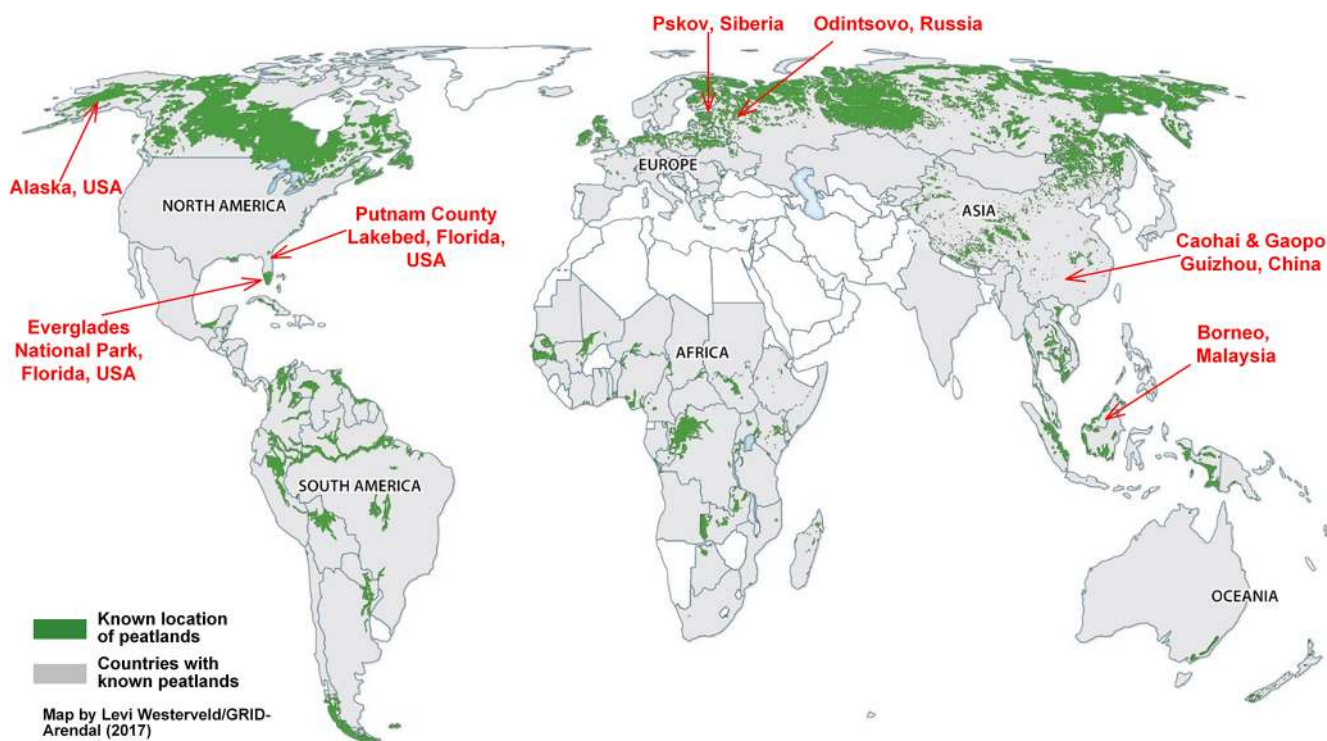 Pskov, Siberia
Odintsovo, Russia
Alaska, USA
NORTH AMERICA
EUROPE
ASIA
Putnam County
Lakebed, Florida,
USA
Caohai & Gaopo
Guizhou, China
Everglades
National Park,
Florida, USA
Borneo,
Malaysia
AFRICA
SOUTH AMERICA
OCEANIA
Known location
of peatlands
Countries with
known peatlands
Map by Levi Westerveld/GRID-
Arendal (2017)